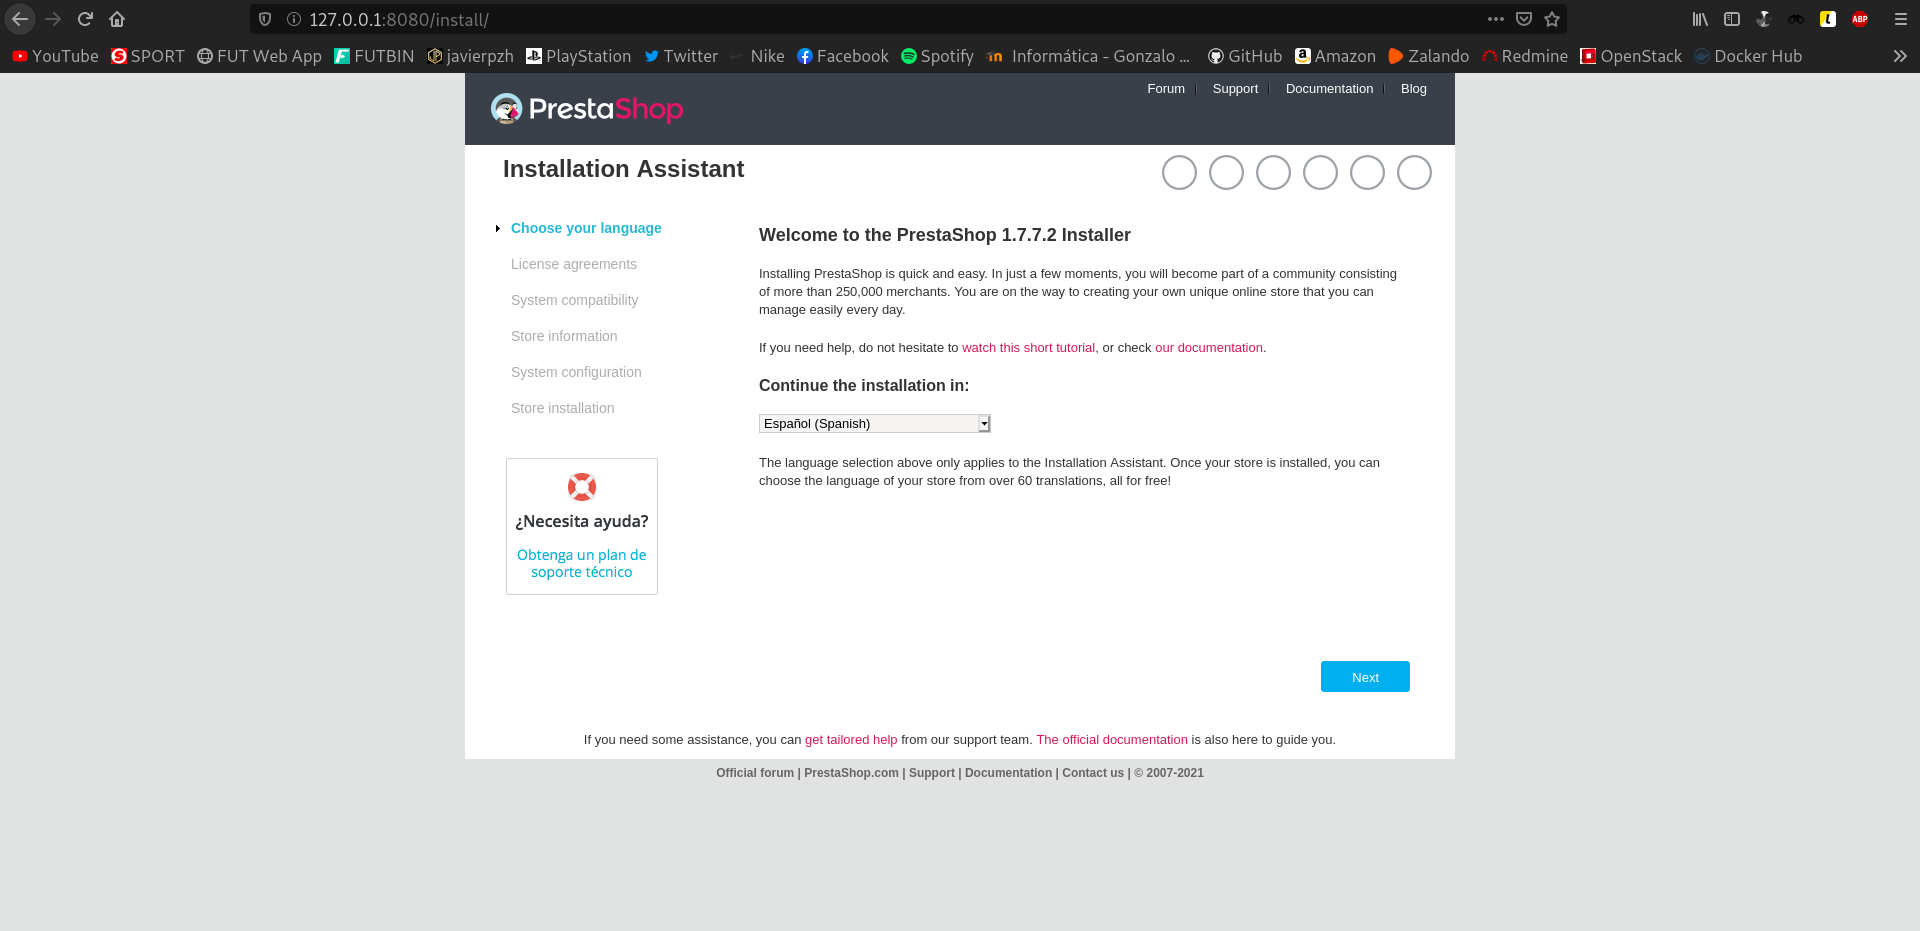 127.0.0.1:8080/install/
YouTube SPORT FUT Web App FUTBIN javierpzh PlayStation Twitter Nike Facebook Spotify Informática - Gonzalo ... GitHub Amazon Zalando Redmine OpenStack Docker Hub
Forum Support Documentation Blog
PrestaShop
Installation Assistant
Choose your language
License agreements
System compatibility
Store information
System configuration
Store installation
¿Necesita ayuda?
Obtenga un plan de
soporte técnico
Welcome to the PrestaShop 1.7.7.2 Installer
Installing PrestaShop is quick and easy. In just a few moments, you will become part of a community consisting
of more than 250,000 merchants. You are on the way to creating your own unique online store that you can
manage easily every day.
If you need help, do not hesitate to watch this short tutorial, or check our documentation.
Continue the installation in:
Español (Spanish)
The language selection above only applies to the Installation Assistant. Once your store is installed, you can
choose the language of your store from over 60 translations, all for free!
Next
If you need some assistance, you can get tailored help from our support team. The official documentation is also here to guide you.
Official forum | PrestaShop.com | Support | Documentation | Contact us | © 2007-2021